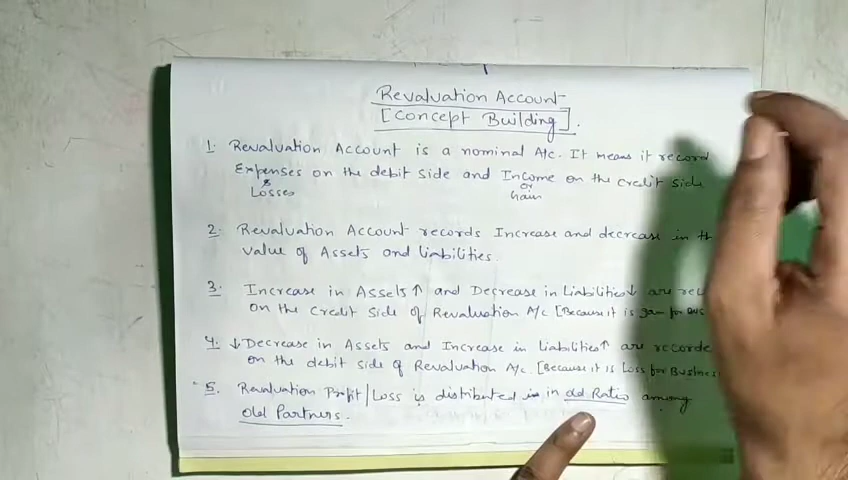 Revaluation Account
[Concept Building].
1. Revaluation Account is a nominal A/c. It means it record
Expenses on the debit side and Income on the credit side
& Losses or Gain
2. Revaluation Account records Increase and decrease in th
value of Assets and liabilities.
3. Increase in Assets↑ and Decrease in Liabilities↓ are
on the credit side of Revaluation A/c [Because it is gain for
4. ↓Decrease in Assets and Increase in Liabilities↑ are recorde
on the debit side of Revaluation A/c. [Because it is Loss for Business
5. Revaluation Profit/Loss is distributed in old Ratio among
old Partners.